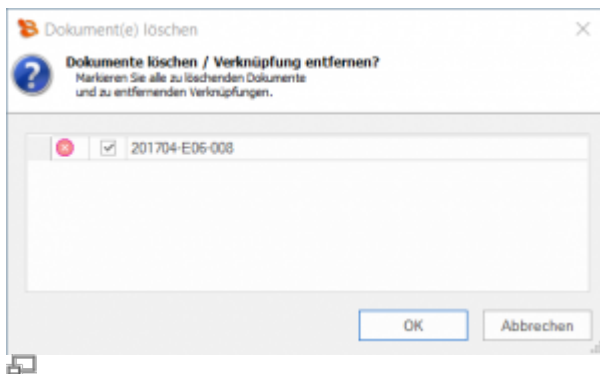 Dokument(e) löschen
Dokumente löschen / Verknüpfung entfernen?
Markieren Sie alle zu löschenden Dokumente
und zu entfernenden Verknüpfungen.
201704-E06-008
OK
Abbrechen